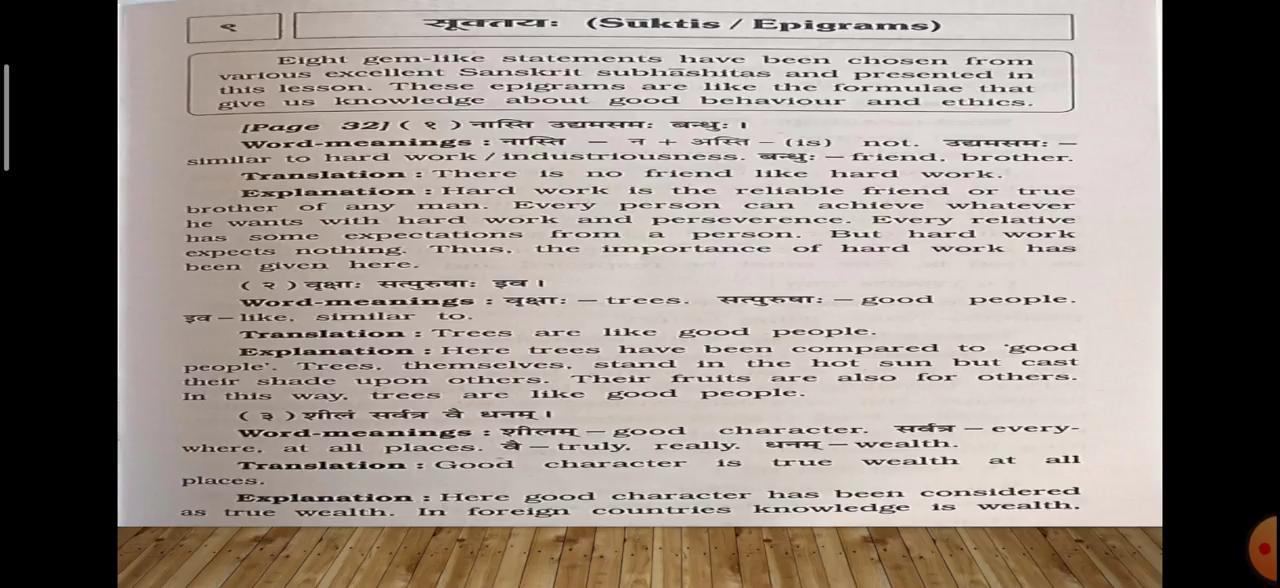 १
सूक्तयः (Suktis / Epigrams)
Eight gem-like statements have been chosen from
various excellent Sanskrit subhāshitas and presented in
this lesson. These epigrams are like the formulae that
give us knowledge about good behaviour and ethics.
[Page 32] ( १ ) नास्ति उद्यमसमः बन्धुः ।
Word-meanings : नास्ति – न + अस्ति – (is) not. उद्यमसमः –
similar to hard work / industriousness. बन्धुः – friend, brother.
Translation : There is no friend like hard work.
Explanation : Hard work is the reliable friend or true
brother of any man. Every person can achieve whatever
he wants with hard work and perseverence. Every relative
has some expectations from a person. But hard work
expects nothing. Thus, the importance of hard work has
been given here.
( २ ) वृक्षाः सत्पुरुषाः इव ।
Word-meanings : वृक्षाः – trees. सत्पुरुषाः – good people.
इव – like, similar to.
Translation : Trees are like good people.
Explanation : Here trees have been compared to 'good
people'. Trees, themselves, stand in the hot sun but cast
their shade upon others. Their fruits are also for others.
In this way, trees are like good people.
( ३ ) शीलं सर्वत्र वै धनम् ।
Word-meanings : शीलम् – good character. सर्वत्र – every-
where, at all places. वै – truly, really. धनम् – wealth.
Translation : Good character is true wealth at all
places.
Explanation : Here good character has been considered
as true wealth. In foreign countries knowledge is wealth.